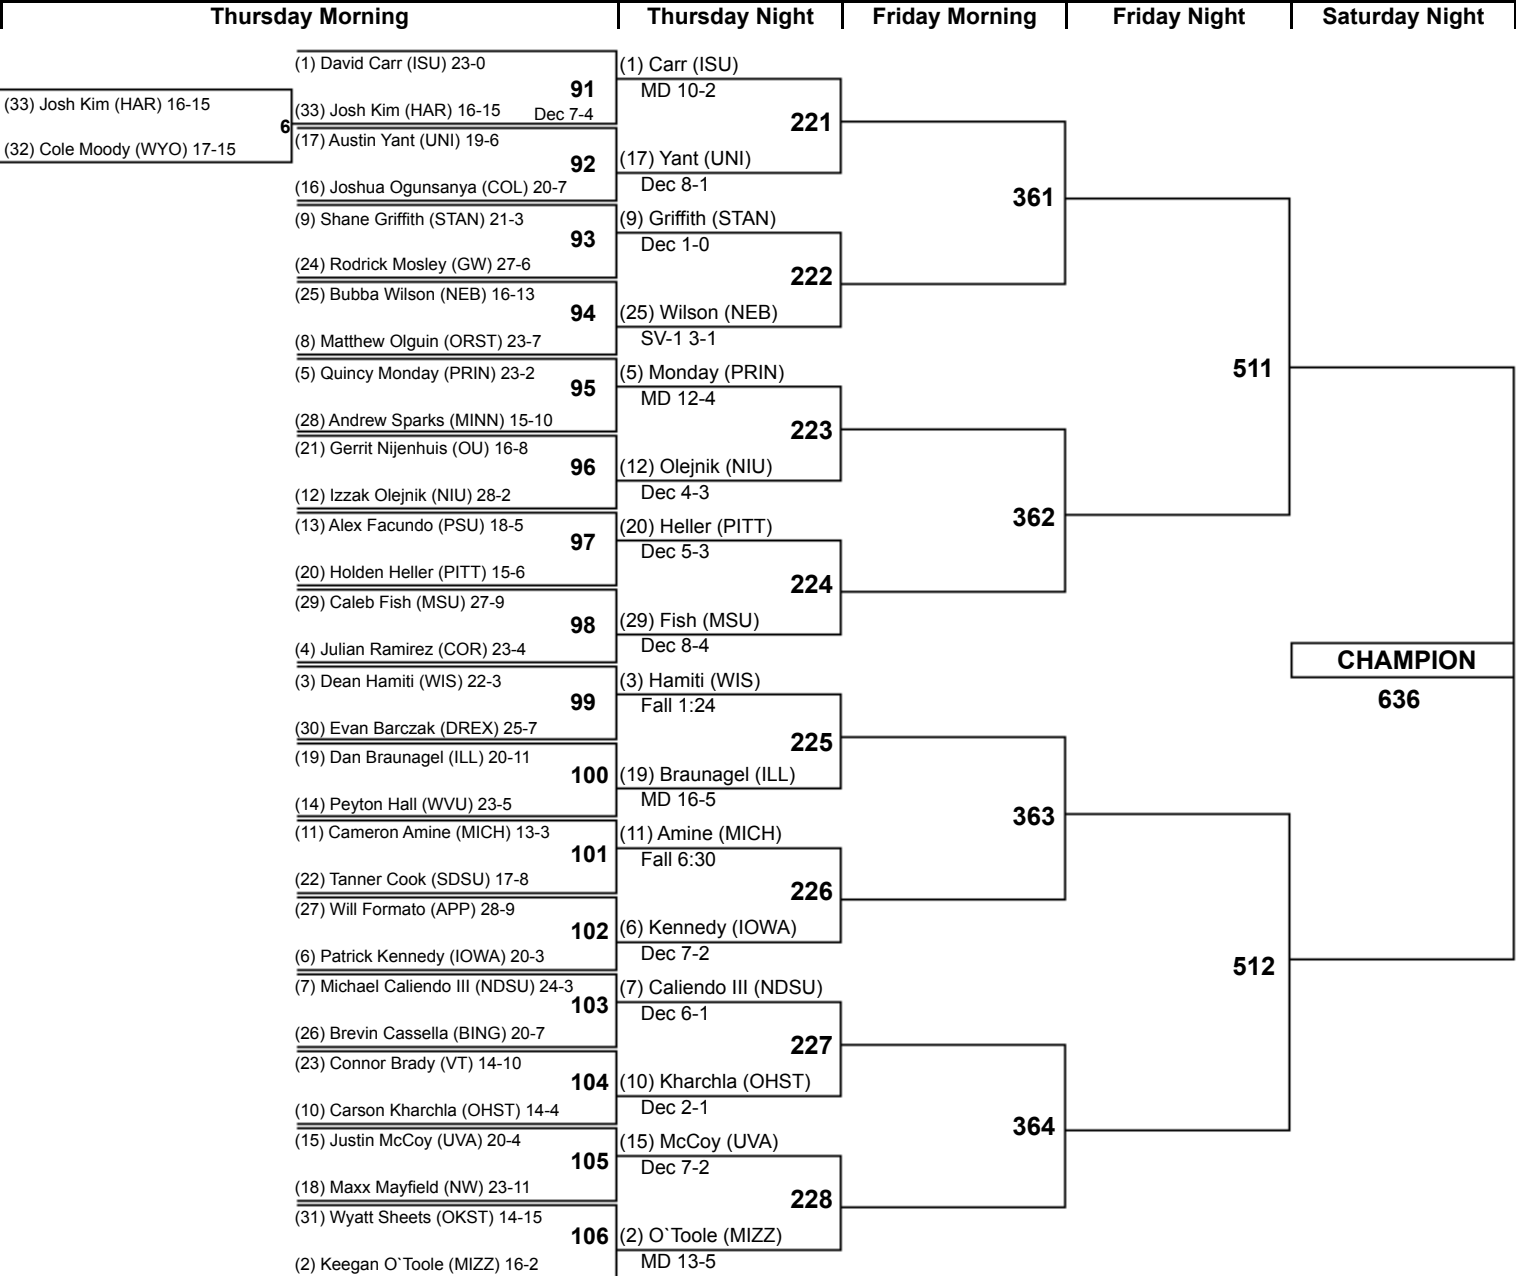 Thursday Morning
Thursday Night
Friday Morning
Friday Night
Saturday Night
(33) Josh Kim (HAR) 16-15
6
(32) Cole Moody (WYO) 17-15
(1) David Carr (ISU) 23-0
91
(33) Josh Kim (HAR) 16-15
Dec 7-4
(17) Austin Yant (UNI) 19-6
92
(16) Joshua Ogunsanya (COL) 20-7
(9) Shane Griffith (STAN) 21-3
93
(24) Rodrick Mosley (GW) 27-6
(25) Bubba Wilson (NEB) 16-13
94
(8) Matthew Olguin (ORST) 23-7
(5) Quincy Monday (PRIN) 23-2
95
(28) Andrew Sparks (MINN) 15-10
(21) Gerrit Nijenhuis (OU) 16-8
96
(12) Izzak Olejnik (NIU) 28-2
(13) Alex Facundo (PSU) 18-5
97
(20) Holden Heller (PITT) 15-6
(29) Caleb Fish (MSU) 27-9
98
(4) Julian Ramirez (COR) 23-4
(3) Dean Hamiti (WIS) 22-3
99
(30) Evan Barczak (DREX) 25-7
(19) Dan Braunagel (ILL) 20-11
100
(14) Peyton Hall (WVU) 23-5
(11) Cameron Amine (MICH) 13-3
101
(22) Tanner Cook (SDSU) 17-8
(27) Will Formato (APP) 28-9
102
(6) Patrick Kennedy (IOWA) 20-3
(7) Michael Caliendo III (NDSU) 24-3
103
(26) Brevin Cassella (BING) 20-7
(23) Connor Brady (VT) 14-10
104
(10) Carson Kharchla (OHST) 14-4
(15) Justin McCoy (UVA) 20-4
105
(18) Maxx Mayfield (NW) 23-11
(31) Wyatt Sheets (OKST) 14-15
106
(2) Keegan O`Toole (MIZZ) 16-2
(1) Carr (ISU)
MD 10-2
221
(17) Yant (UNI)
Dec 8-1
(9) Griffith (STAN)
Dec 1-0
222
(25) Wilson (NEB)
SV-1 3-1
(5) Monday (PRIN)
MD 12-4
223
(12) Olejnik (NIU)
Dec 4-3
(20) Heller (PITT)
Dec 5-3
224
(29) Fish (MSU)
Dec 8-4
(3) Hamiti (WIS)
Fall 1:24
225
(19) Braunagel (ILL)
MD 16-5
(11) Amine (MICH)
Fall 6:30
226
(6) Kennedy (IOWA)
Dec 7-2
(7) Caliendo III (NDSU)
Dec 6-1
227
(10) Kharchla (OHST)
Dec 2-1
(15) McCoy (UVA)
Dec 7-2
228
(2) O`Toole (MIZZ)
MD 13-5
361
362
363
364
511
512
CHAMPION
636